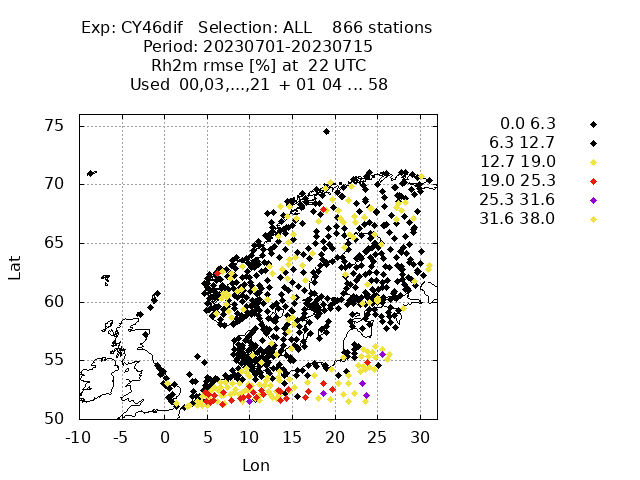 Exp: CY46dif   Selection: ALL    866 stations
Period: 20230701-20230715
Rh2m rmse [%] at  22 UTC
Used  00,03,...,21  + 01 04 ... 58
0.0 6.3
6.3 12.7
12.7 19.0
19.0 25.3
25.3 31.6
31.6 38.0
75
70
65
60
55
50
Lat
-10 -5 0 5 10 15 20 25 30
Lon